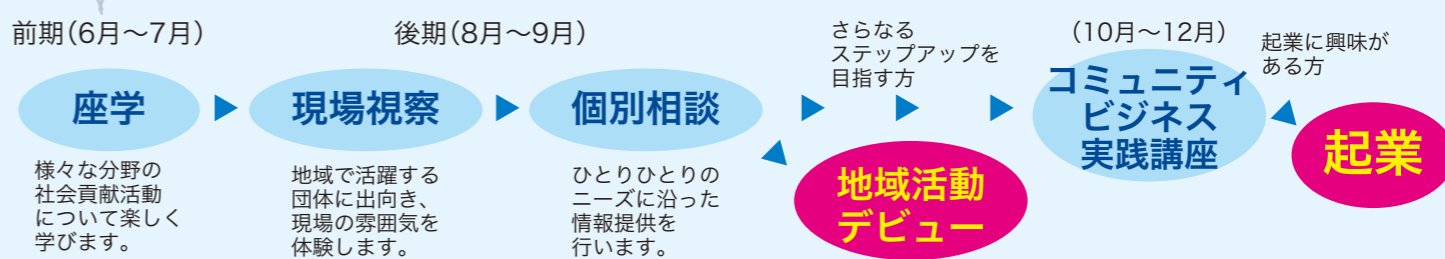 前期(6月〜7月)
座学
様々な分野の
社会貢献活動
について楽しく
学びます。
後期(8月〜9月)
現場視察
地域で活躍する
団体に出向き、
現場の雰囲気を
体験します。
個別相談
ひとりひとりの
ニーズに沿った
情報提供を
行います。
地域活動
デビュー
さらなる
ステップアップを
目指す方
(10月〜12月)
コミュニティ
ビジネス
実践講座
起業に興味が
ある方
起業